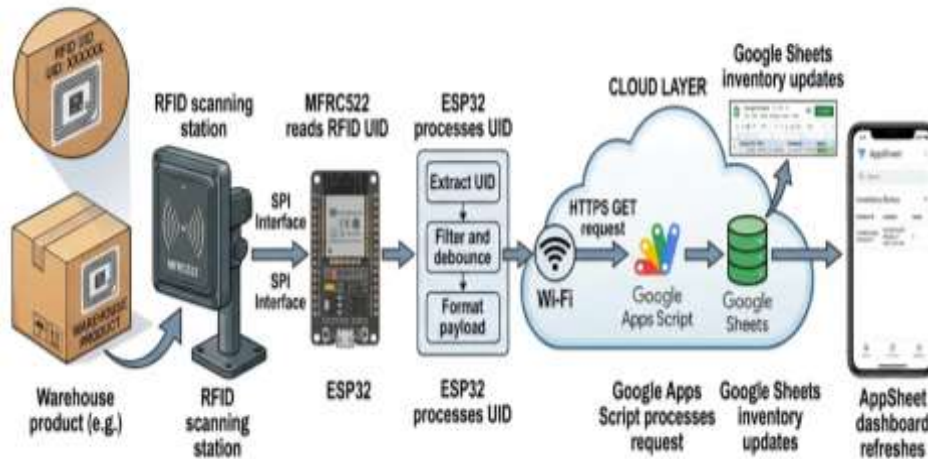 RFID UID
UID: XXXXXX
RFID scanning
station
MFRC522
reads RFID UID
ESP32
processes UID
CLOUD LAYER
Google Sheets
inventory updates
AppSheet
SPI
Interface
SPI
Interface
MFRC522
Extract UID
Filter and
debounce
Format
payload
HTTPS GET
request
Wi-Fi
Google
Apps Script
Google
Sheets
WAREHOUSE
PRODUCT
Warehouse
product (e.g.)
RFID
scanning
station
ESP32
ESP32
processes UID
Google Apps
Script processes
request
Google Sheets
inventory
updates
AppSheet
dashboard
refreshes